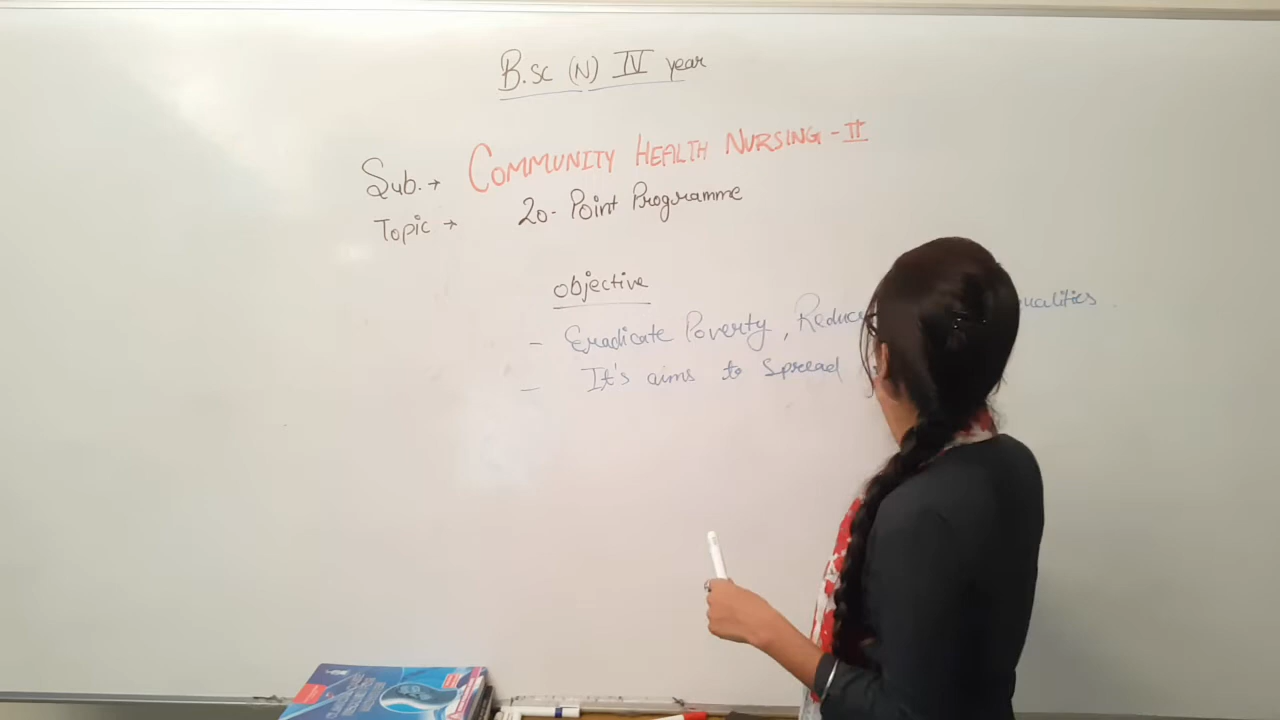 B.Sc (N) IV year
Sub. → COMMUNITY HEALTH NURSING - II
Topic → 20- Point Programme
objective
- Eradicate Poverty, Reduc
- It's aims to Spread